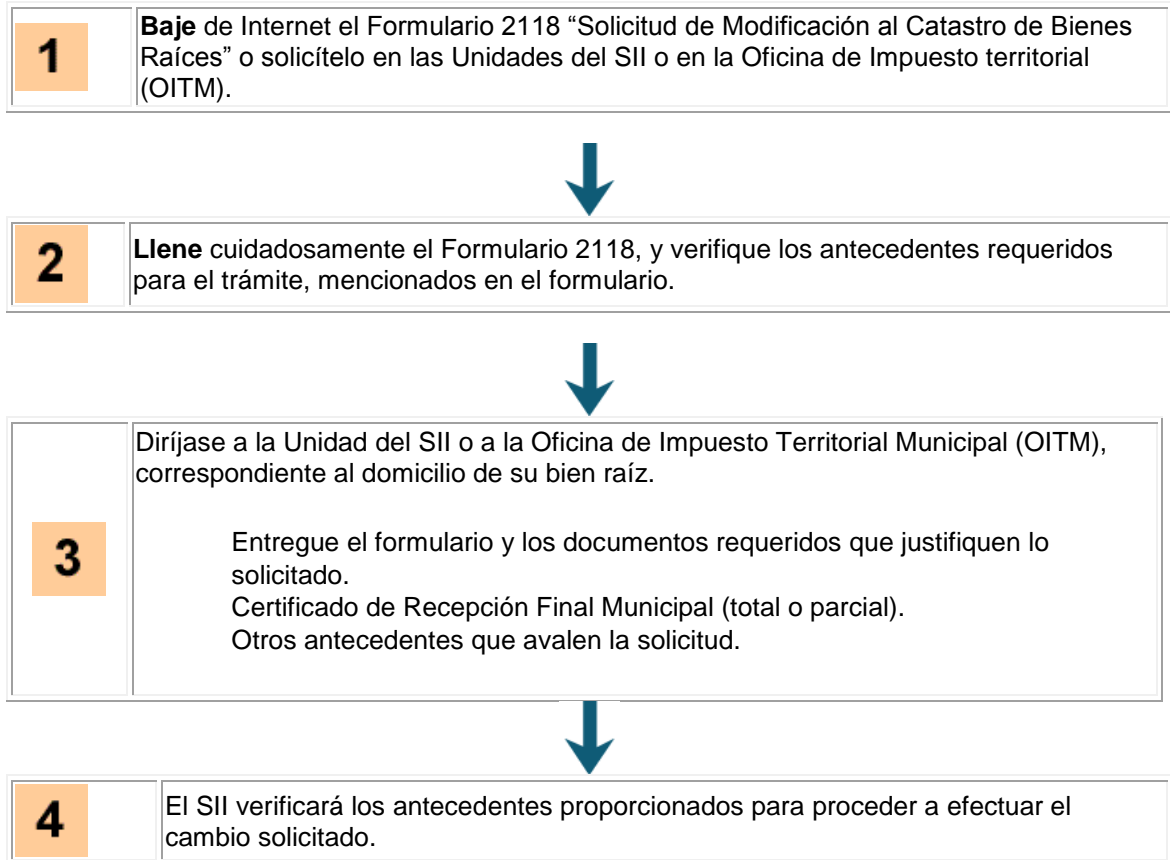 1
Baje de Internet el Formulario 2118 “Solicitud de Modificación al Catastro de Bienes
Raíces” o solicítelo en las Unidades del SII o en la Oficina de Impuesto territorial
(OITM).
2
Llene cuidadosamente el Formulario 2118, y verifique los antecedentes requeridos
para el trámite, mencionados en el formulario.
3
Diríjase a la Unidad del SII o a la Oficina de Impuesto Territorial Municipal (OITM),
correspondiente al domicilio de su bien raíz.
Entregue el formulario y los documentos requeridos que justifiquen lo
solicitado.
Certificado de Recepción Final Municipal (total o parcial).
Otros antecedentes que avalen la solicitud.
4
El SII verificará los antecedentes proporcionados para proceder a efectuar el
cambio solicitado.